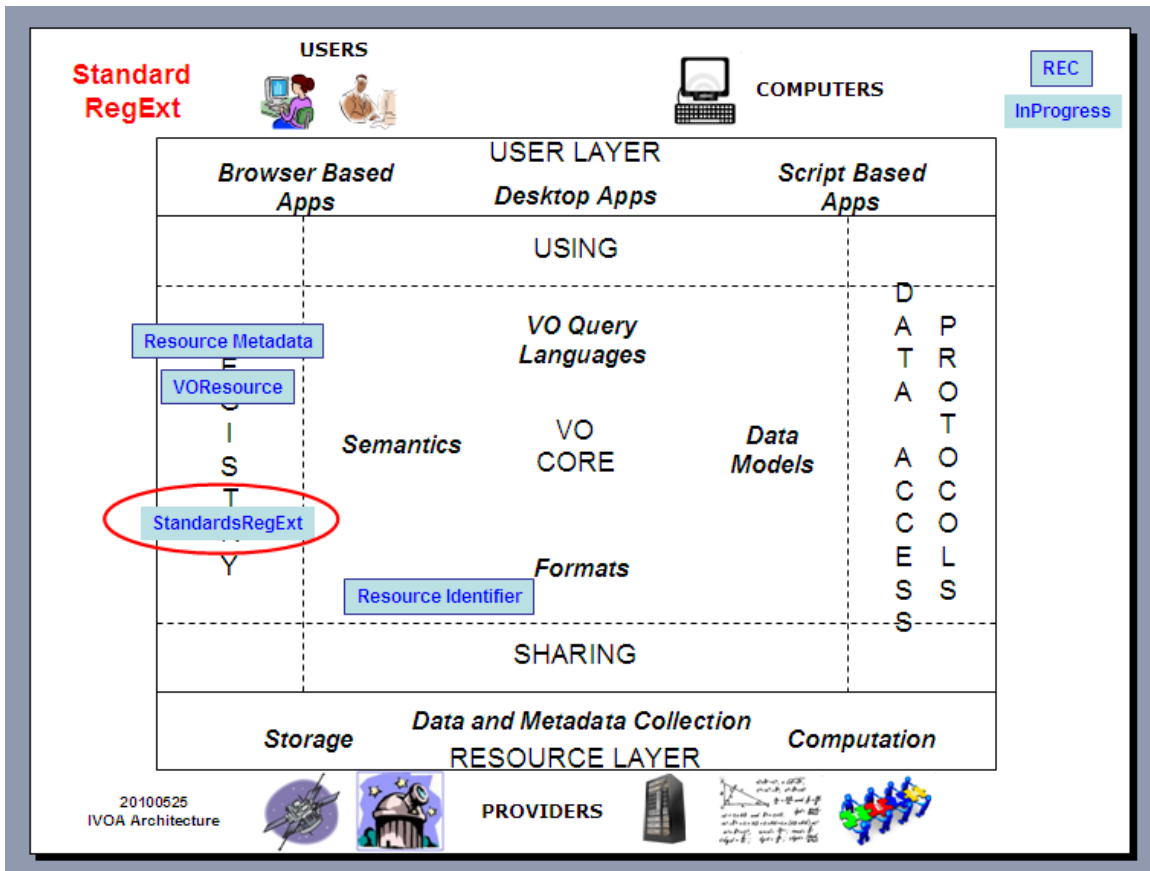 Standard
RegExt
USERS
COMPUTERS
REC
InProgress
USER LAYER
Browser Based
Apps
Desktop Apps
Script Based
Apps
USING
Resource Metadata
VOResource
E
G
I
S
T
R
Y
StandardsRegExt
Semantics
VO Query
Languages
VO
CORE
Data
Models
Formats
Resource Identifier
DATA ACCESS
PROTOCOLS
SHARING
Data and Metadata Collection
Storage
Computation
RESOURCE LAYER
20100525
IVOA Architecture
PROVIDERS